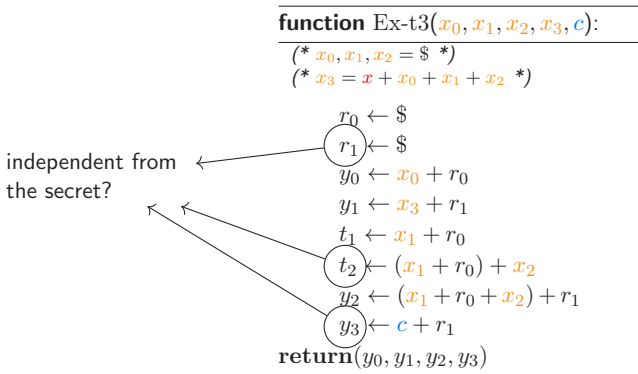 function Ex-t3(x₀, x₁, x₂, x₃, c):
(* x₀, x₁, x₂ = $ *)
(* x₃ = x + x₀ + x₁ + x₂ *)
r₀ ← $
r₁ ← $
independent from
the secret?
y₀ ← x₀ + r₀
y₁ ← x₃ + r₁
t₁ ← x₁ + r₀
t₂ ← (x₁ + r₀) + x₂
y₂ ← (x₁ + r₀ + x₂) + r₁
y₃ ← c + r₁
return(y₀, y₁, y₂, y₃)